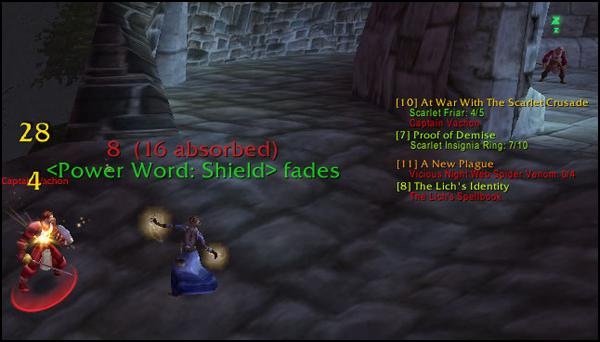 [10] At War With The Scarlet Crusade
Scarlet Friar: 4/5
Captain Vachon
[7] Proof of Demise
Scarlet Insignia Ring: 7/10
[11] A New Plague
Vicious Night Web Spider Venom: 0/4
[8] The Lich's Identity
The Lich's Spellbook
28
8 (16 absorbed)
<Power Word: Shield> fades
4
Captain Vachon